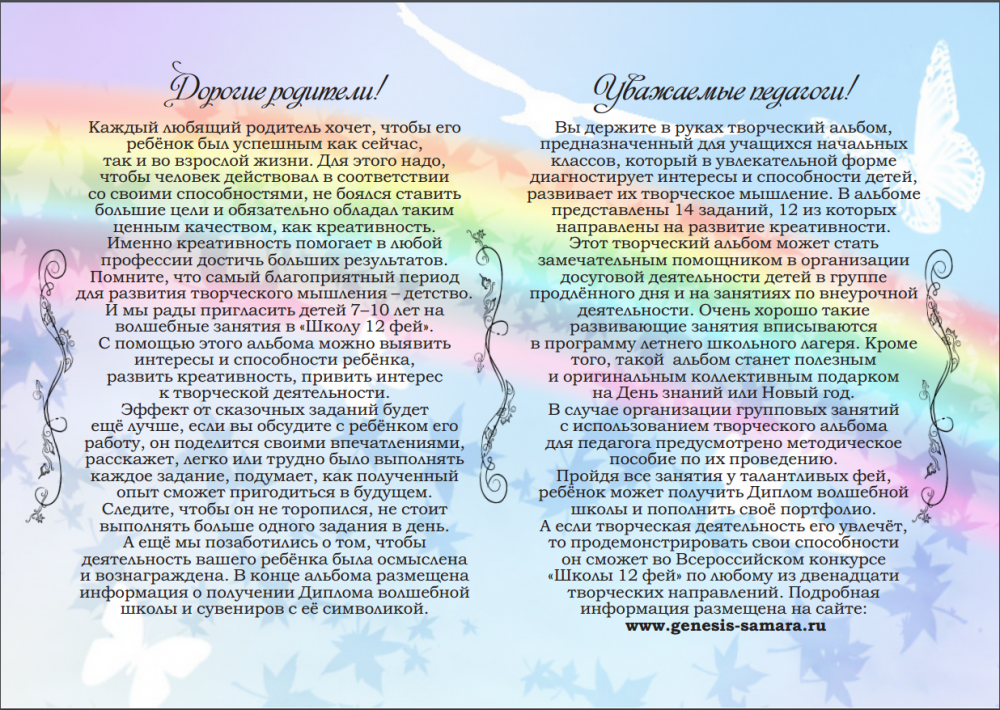 Дорогие родители!
Каждый любящий родитель хочет, чтобы его
ребёнок был успешным как сейчас,
так и во взрослой жизни. Для этого надо,
чтобы человек действовал в соответствии
со своими способностями, не боялся ставить
большие цели и обязательно обладал таким
ценным качеством, как креативность.
Именно креативность помогает в любой
профессии достичь больших результатов.
Помните, что самый благоприятный период
для развития творческого мышления – детство.
И мы рады пригласить детей 7–10 лет на
волшебные занятия в «Школу 12 фей».
С помощью этого альбома можно выявить
интересы и способности ребёнка,
развить креативность, привить интерес
к творческой деятельности.
Эффект от сказочных заданий будет
ещё лучше, если вы обсудите с ребёнком его
работу, он поделится своими впечатлениями,
расскажет, легко или трудно было выполнять
каждое задание, подумает, как полученный
опыт сможет пригодиться в будущем.
Следите, чтобы он не торопился, не стоит
выполнять больше одного задания в день.
А ещё мы позаботились о том, чтобы
деятельность вашего ребёнка была осмыслена
и вознаграждена. В конце альбома размещена
информация о получении Диплома волшебной
школы и сувениров с её символикой.
Уважаемые педагоги!
Вы держите в руках творческий альбом,
предназначенный для учащихся начальных
классов, который в увлекательной форме
диагностирует интересы и способности детей,
развивает их творческое мышление. В альбоме
представлены 14 заданий, 12 из которых
направлены на развитие креативности.
Этот творческий альбом может стать
замечательным помощником в организации
досуговой деятельности детей в группе
продлённого дня и на занятиях по внеурочной
деятельности. Очень хорошо такие
развивающие занятия вписываются
в программу летнего школьного лагеря. Кроме
того, такой альбом станет полезным
и оригинальным коллективным подарком
на День знаний или Новый год.
В случае организации групповых занятий
с использованием творческого альбома
для педагога предусмотрено методическое
пособие по их проведению.
Пройдя все занятия у талантливых фей,
ребёнок может получить Диплом волшебной
школы и пополнить своё портфолио.
А если творческая деятельность его увлечёт,
то продемонстрировать свои способности
он сможет во Всероссийском конкурсе
«Школы 12 фей» по любому из двенадцати
творческих направлений. Подробная
информация размещена на сайте:
www.genesis-samara.ru